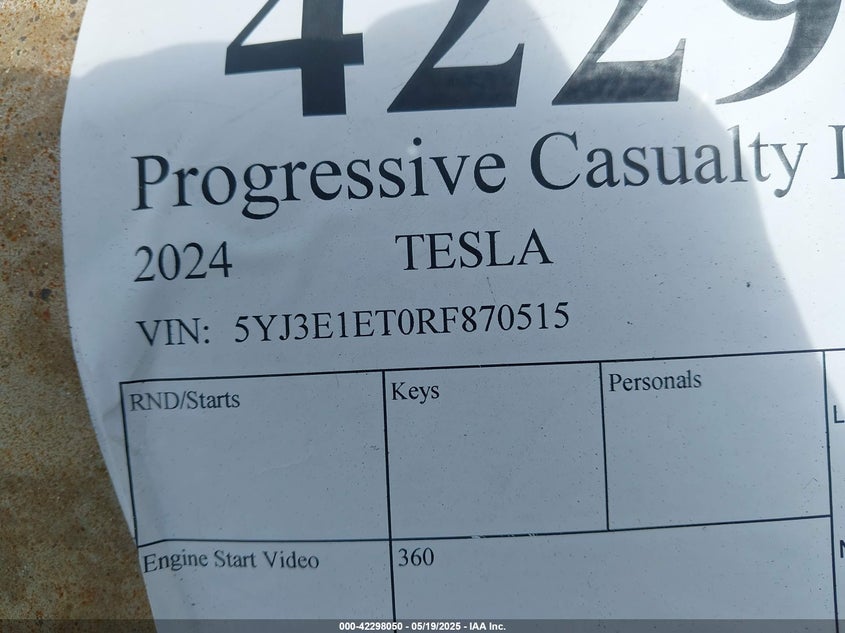 4229
Progressive Casualty I
2024 TESLA
VIN: 5YJ3E1ET0RF870515
RND/Starts Keys Personals
L
Engine Start Video 360
N
000-42298050 - 05/19/2025 - IAA Inc.